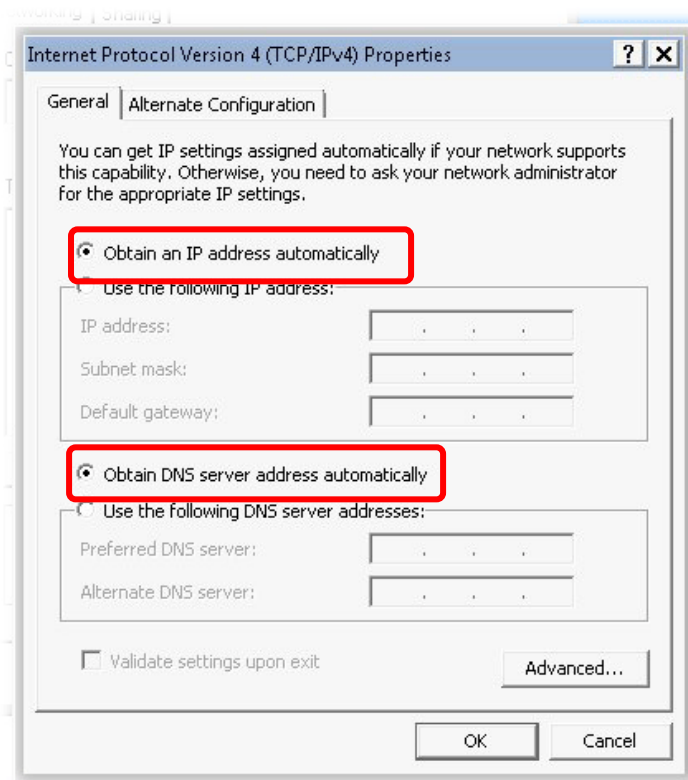 Internet Protocol Version 4 (TCP/IPv4) Properties
General
Alternate Configuration
You can get IP settings assigned automatically if your network supports
this capability. Otherwise, you need to ask your network administrator
for the appropriate IP settings.
Obtain an IP address automatically
Use the following IP address:
IP address:
Subnet mask:
Default gateway:
Obtain DNS server address automatically
Use the following DNS server addresses:
Preferred DNS server:
Alternate DNS server:
Validate settings upon exit
Advanced...
OK
Cancel